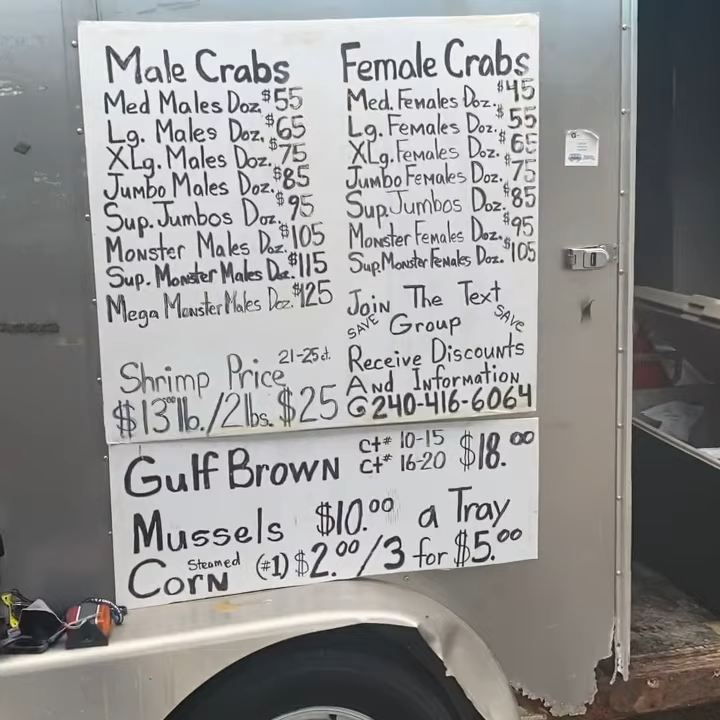 Male Crabs
Med Males Doz. $55
Lg. Males Doz. $65
XLg. Males Doz. $75
Jumbo Males Doz. $85
Sup. Jumbos Doz. $95
Monster Males Doz. $105
Sup. Monster Males Doz. $115
Mega Monster Males Doz. $125
Shrimp Price 21-25 ct.
$13.00 lb./2lbs. $25
Female Crabs
Med. Females Doz. $45
Lg. Females Doz. $55
XLg. Females Doz. $65
Jumbo Females Doz. $75
Sup Jumbos Doz. $85
Monster Females Doz. $95
Sup Monster Females Doz. $105
Join The Text
SAVE Group SAVE
Receive Discounts
And Information
240-416-6064
Gulf Brown ct# 10-15 $18.00
ct# 16-20
Mussels $10.00 a Tray
Corn Steamed (#1) $2.00/3 for $5.00